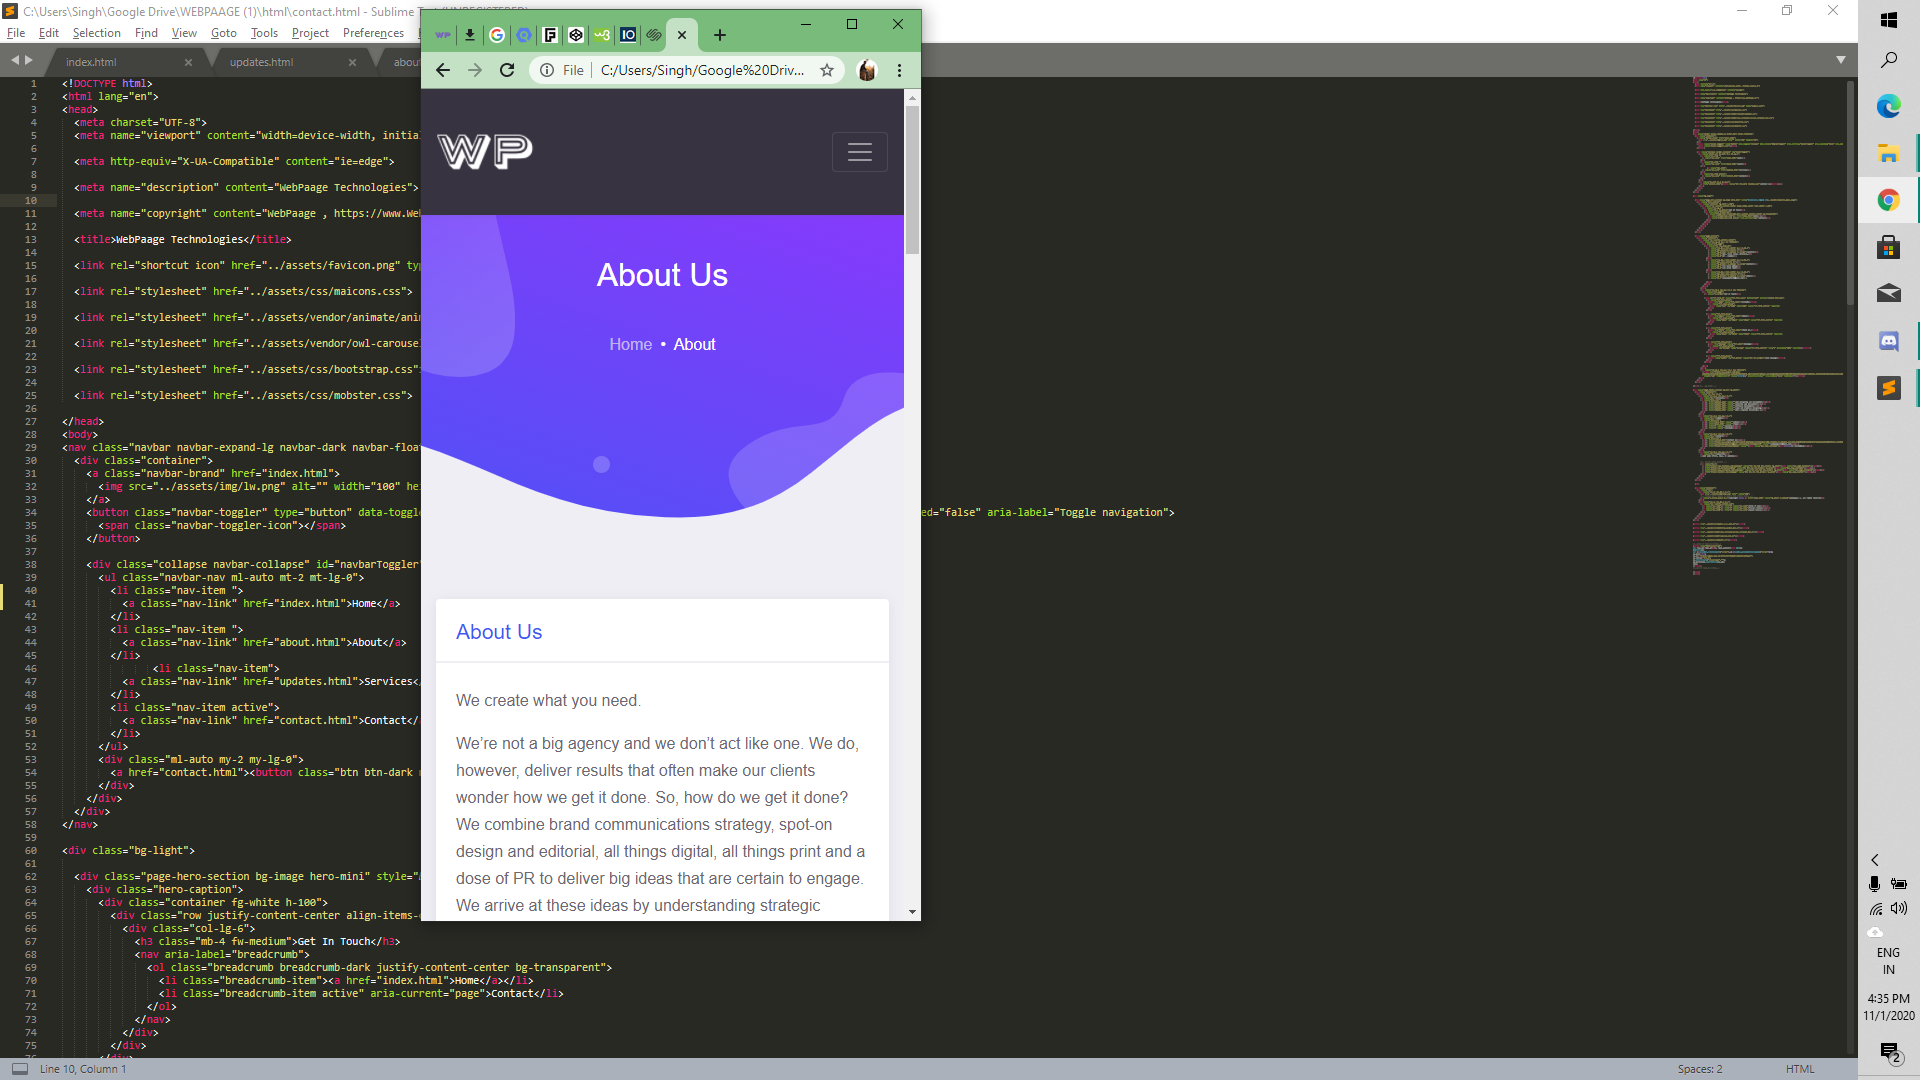 C:\Users\Singh\Google Drive\WEBPAAGE (1)\html\contact.html - Sublime
File Edit Selection Find View Goto Tools Project Preferences
index.html
updates.html
1 <!DOCTYPE html>
2 <html lang="en">
3 <head>
4 <meta charset="UTF-8">
5 <meta name="viewport" content="width=device-width,
6
7 <meta http-equiv="X-UA-Compatible" content="ie=edge">
8
9 <meta name="description" content="WebPaage Technologies">
10
11 <meta name="copyright" content="WebPaage , https://www.
12
13 <title>WebPaage Technologies</title>
14
15 <link rel="shortcut icon" href="../assets/favicon.png"
16
17 <link rel="stylesheet" href="../assets/css/maicons.css">
18
19 <link rel="stylesheet" href="../assets/vendor/animate/
20
21 <link rel="stylesheet" href="../assets/vendor/
22
23 <link rel="stylesheet" href="../assets/css/bootstrap.css"
24
25 <link rel="stylesheet" href="../assets/css/mobster.css">
26
27 </head>
28 <body>
29 <nav class="navbar navbar-expand-lg navbar-dark
30 <div class="container">
31 <a class="navbar-brand" href="index.html">
32 <img src="../assets/img/lw.png" alt="" width="100"
33 </a>
34 <button class="navbar-toggler" type="button"
ed="false" aria-label="Toggle navigation">
35 <span class="navbar-toggler-icon"></span>
36 </button>
37
38 <div class="collapse navbar-collapse" id="navbarToggler
39 <ul class="navbar-nav ml-auto mt-2 mt-lg-0">
40 <li class="nav-item ">
41 <a class="nav-link" href="index.html">Home</a>
42 </li>
43 <li class="nav-item ">
44 <a class="nav-link" href="about.html">About</a>
45 </li>
46 <li class="nav-item">
47 <a class="nav-link" href="updates.html">Services<
48 </li>
49 <li class="nav-item active">
50 <a class="nav-link" href="contact.html">Contact<
51 </li>
52 </ul>
53 <div class="ml-auto my-2 my-lg-0">
54 <a href="contact.html"><button class="btn btn-dark
55 </div>
56 </div>
57 </div>
58 </nav>
59
60 <div class="bg-light">
61
62 <div class="page-hero-section bg-image hero-mini" style="
63 <div class="hero-caption">
64 <div class="container fg-white h-100">
65 <div class="row justify-content-center
66 <div class="col-lg-6">
67 <h3 class="mb-4 fw-medium">Get In Touch</h3>
68 <nav aria-label="breadcrumb">
69 <ol class="breadcrumb breadcrumb-dark justify-content-center bg-transparent">
70 <li class="breadcrumb-item"><a href="index.html">Home</a></li>
71 <li class="breadcrumb-item active" aria-current="page">Contact</li>
72 </ol>
73 </nav>
74 </div>
75 </div>
Line 10, Column 1
Spaces: 2
HTML
File C:/Users/Singh/Google%20Driv...
WP
About Us
Home • About
About Us
We create what you need.
We’re not a big agency and we don’t act like one. We do,
however, deliver results that often make our clients
wonder how we get it done. So, how do we get it done?
We combine brand communications strategy, spot-on
design and editorial, all things digital, all things print and a
dose of PR to deliver big ideas that are certain to engage.
We arrive at these ideas by understanding strategic
ENG
IN
4:35 PM
11/1/2020
2